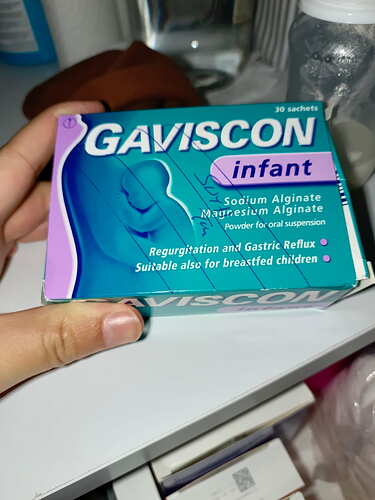 30 sachets
GAVISCON
infant
Sodium Alginate
Magnesium Alginate
Powder for oral suspension
Regurgitation and Gastric Reflux
Suitable also for breastfed children
GAVISCON
infant